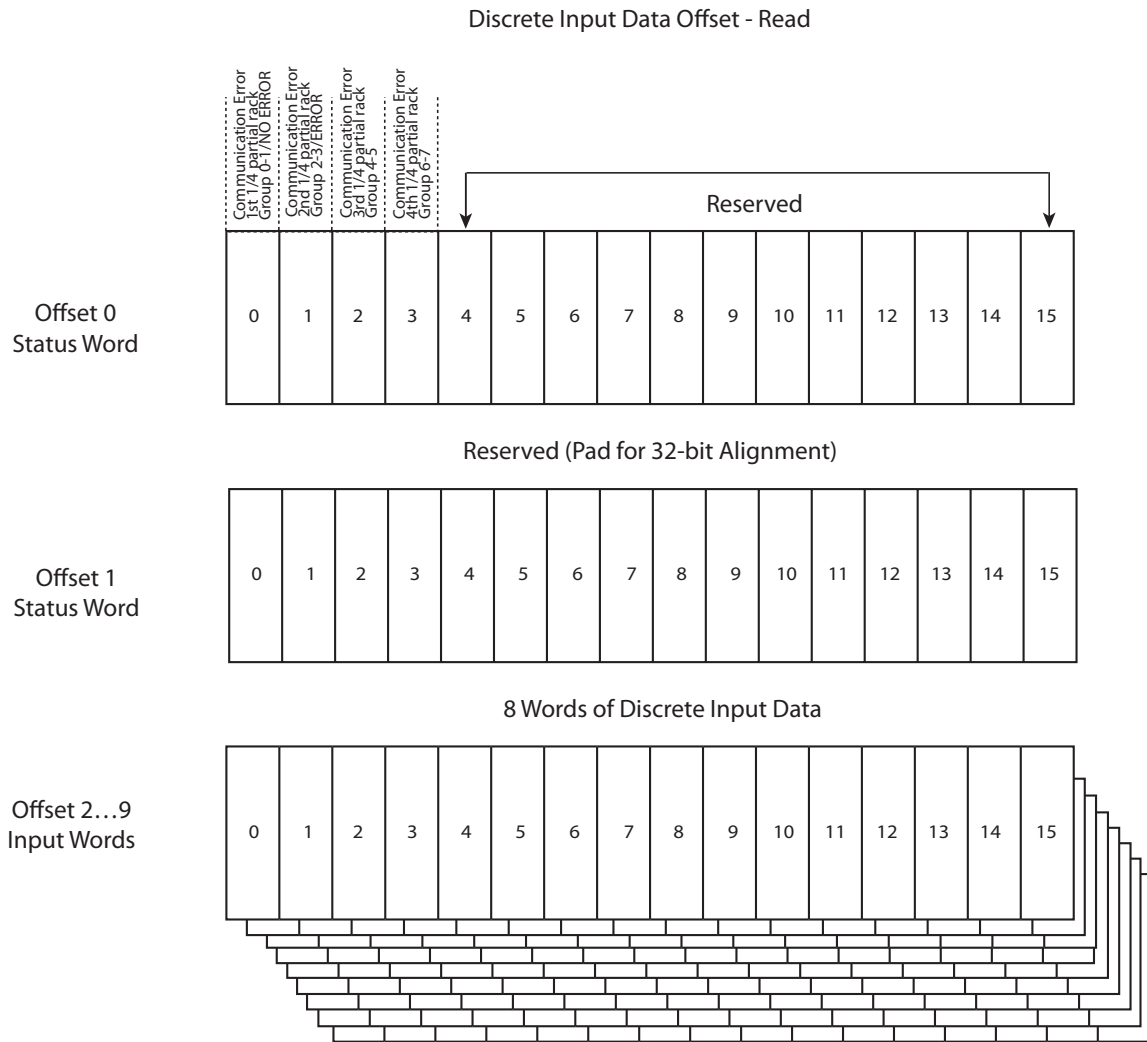 Discrete Input Data Offset - Read
Communication Error
1st 1/4 partial rack
Group 0-1/NO ERROR
Communication Error
2nd 1/4 partial rack
Group 2-3/ERROR
Communication Error
3rd 1/4 partial rack
Group 4-5
Communication Error
4th 1/4 partial rack
Group 6-7
Reserved
Offset 0
Status Word
0 1 2 3 4 5 6 7 8 9 10 11 12 13 14 15
Reserved (Pad for 32-bit Alignment)
Offset 1
Status Word
0 1 2 3 4 5 6 7 8 9 10 11 12 13 14 15
8 Words of Discrete Input Data
Offset 2...9
Input Words
0 1 2 3 4 5 6 7 8 9 10 11 12 13 14 15